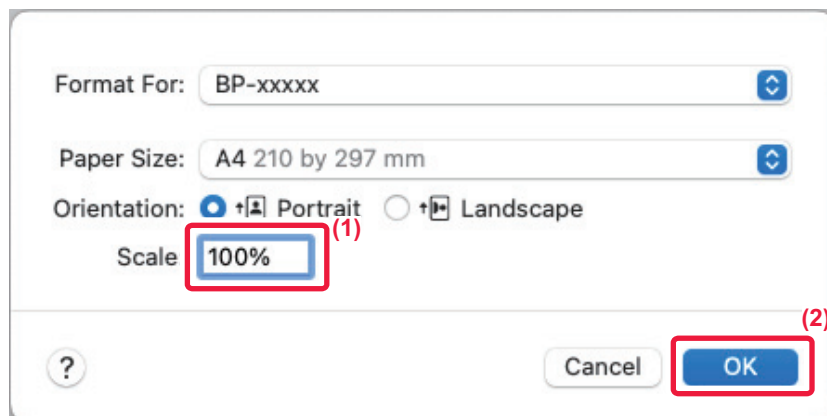 Format For: BP-xxxxx
Paper Size: A4 210 by 297 mm
Orientation: Portrait Landscape
(1)
Scale 100%
(2)
? Cancel OK